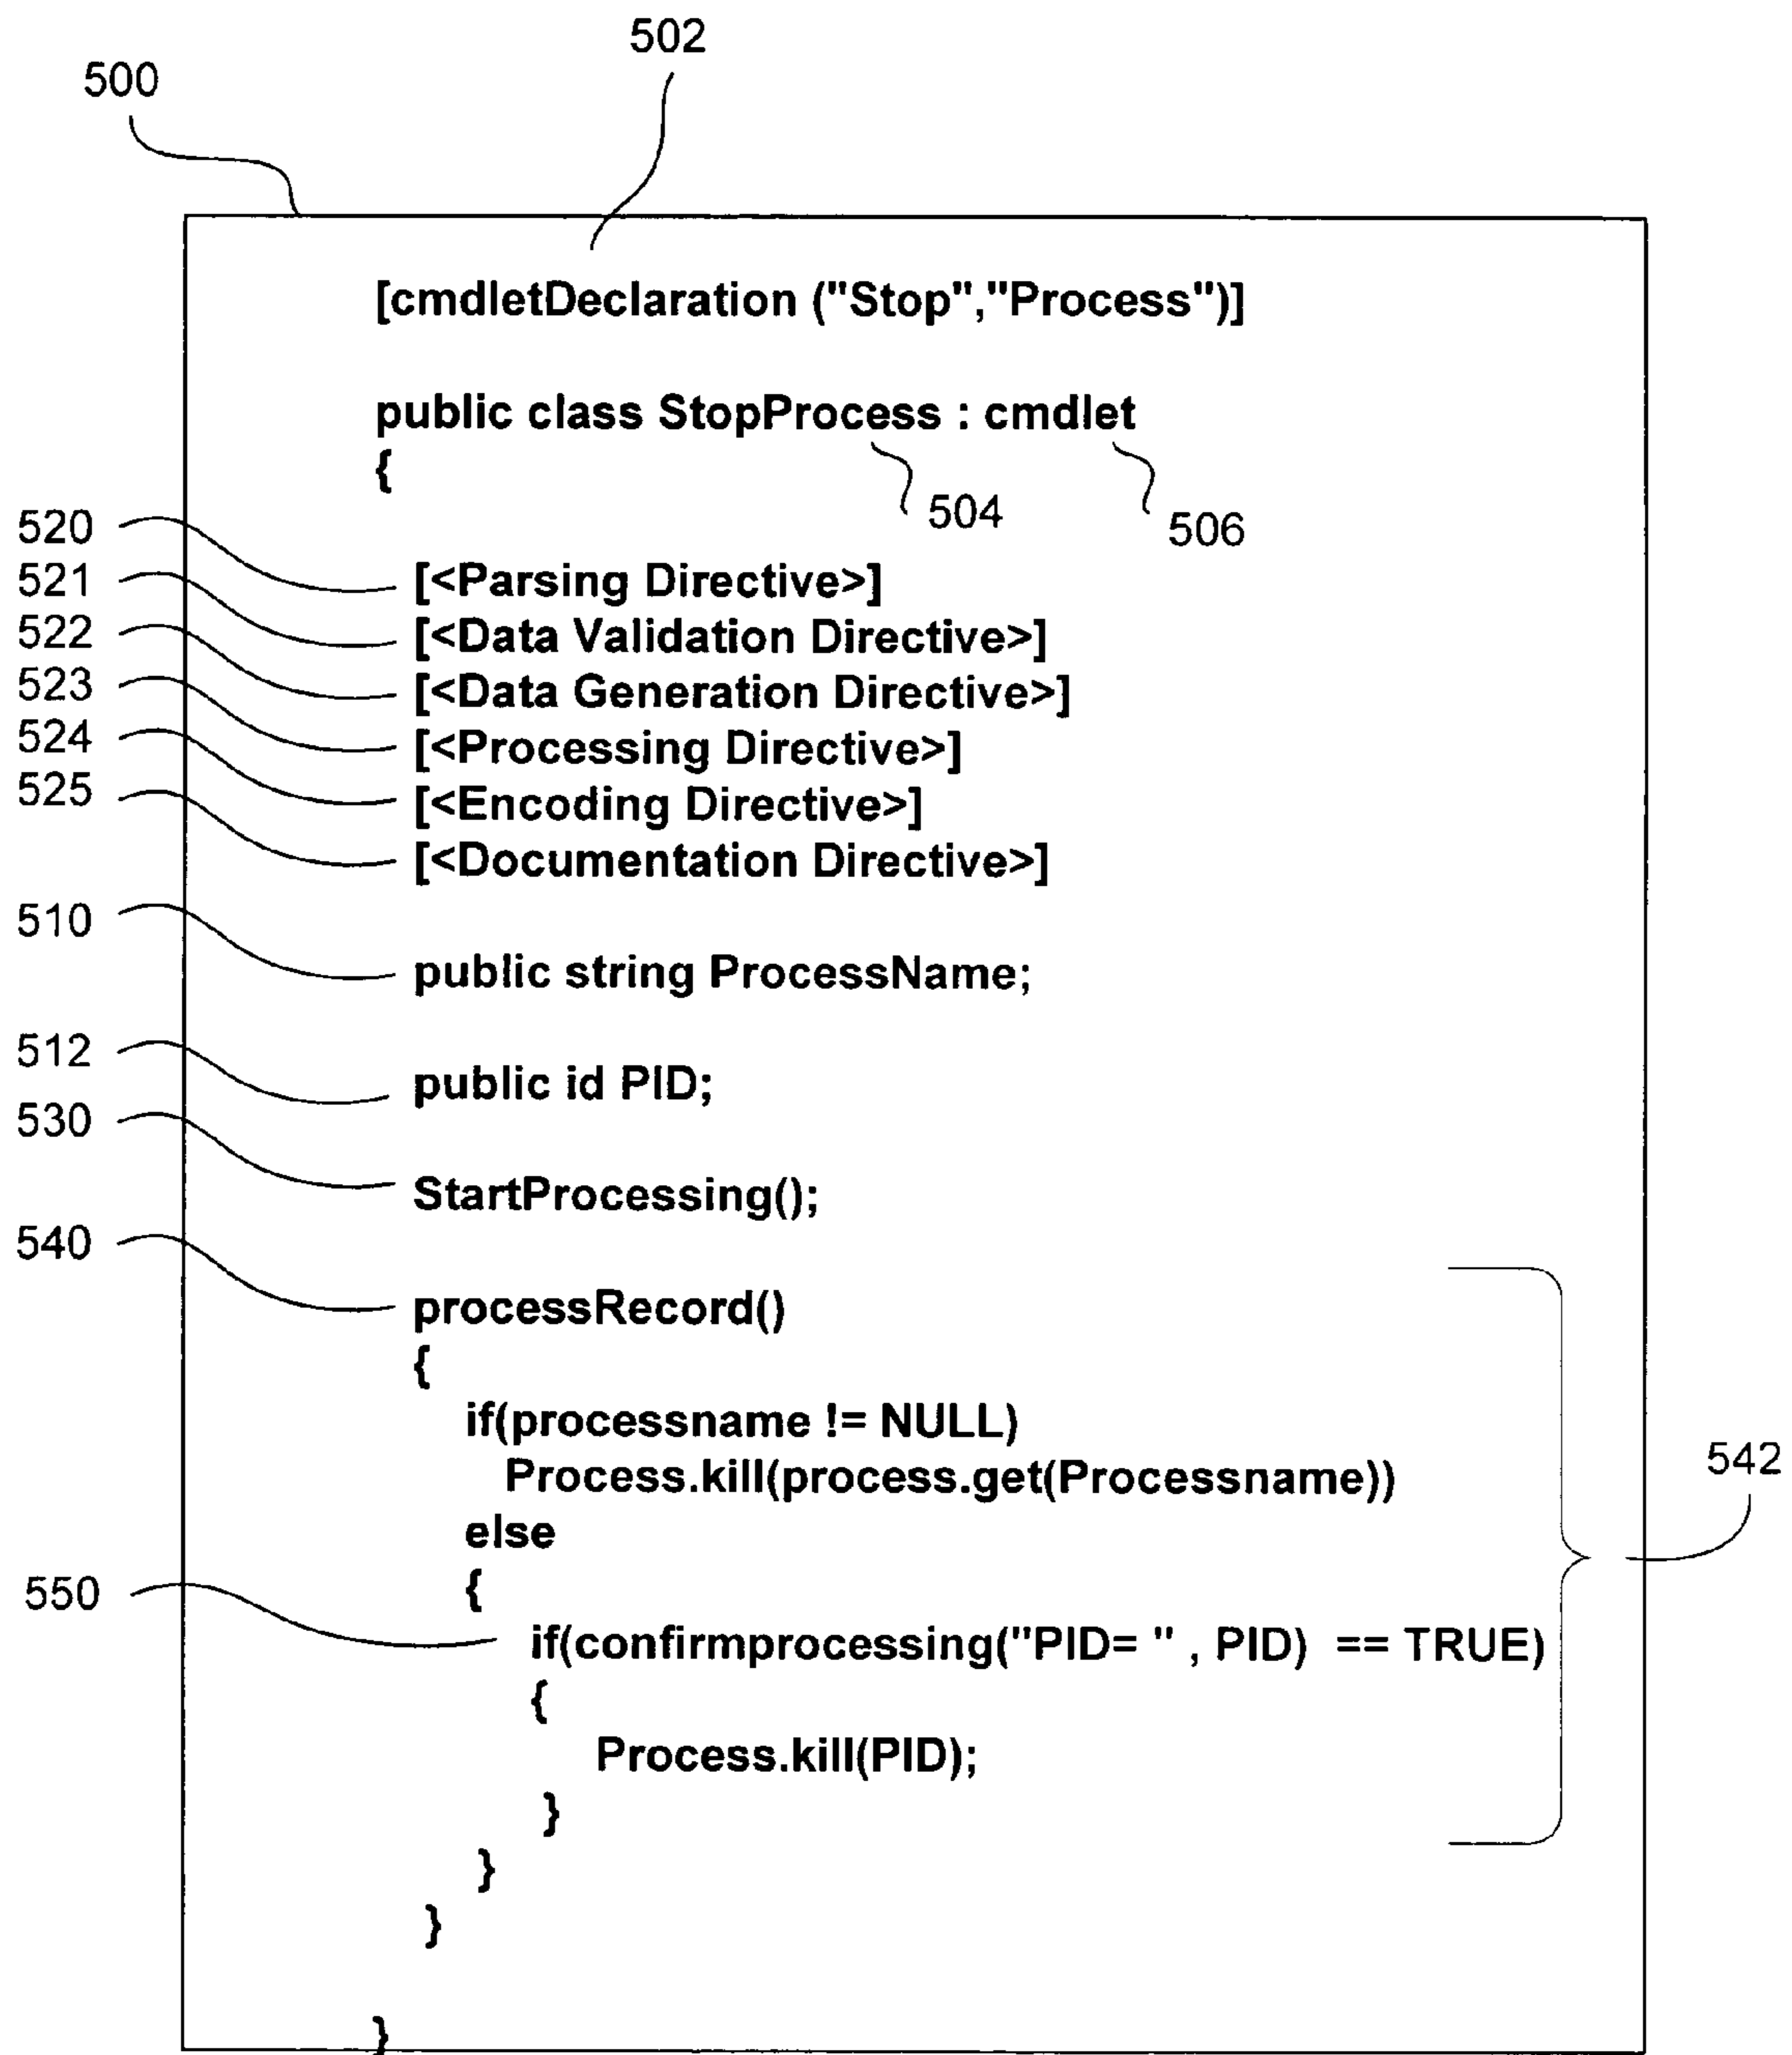 502
500
[cmdletDeclaration ("Stop","Process")]
public class StopProcess : cmdlet
{
504
506
520
[<Parsing Directive>]
521
[<Data Validation Directive>]
522
[<Data Generation Directive>]
523
[<Processing Directive>]
524
[<Encoding Directive>]
525
[<Documentation Directive>]
510
public string ProcessName;
512
public id PID;
530
StartProcessing();
540
processRecord()
{
if(processname != NULL)
Process.kill(process.get(Processname))
542
else
{
550
if(confirmprocessing("PID= " , PID) == TRUE)
{
Process.kill(PID);
}
}
}
}